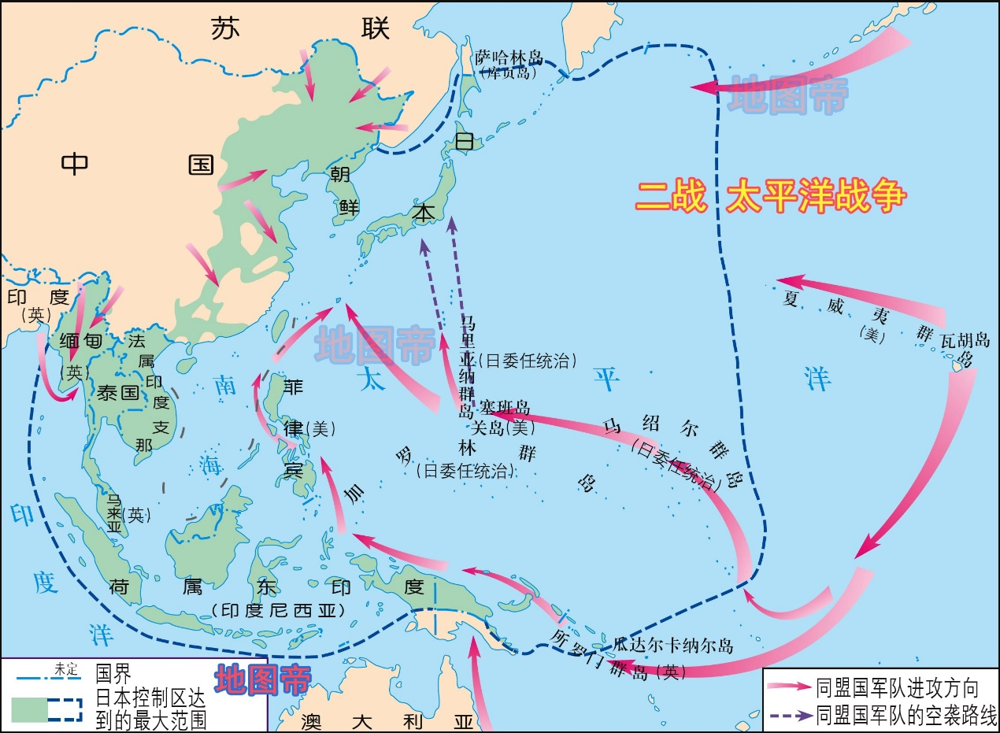 苏 联
萨哈林岛
(库页岛)
地图帝
中 国
日
本
朝
鲜
二战 太平洋战争
印 度
(英)
缅甸
(英)
法
属
印
度
支
那
泰国
夏 威 夷 群
(美)
瓦胡岛
岛
地图帝
马里亚纳群岛
(日委任统治)
南
海
太 平 洋
菲
律(美)
宾
塞班岛
关岛(美)
马 绍 尔 群 岛
(日委任统治)
加 罗 林 群 岛
(日委任统治)
马来亚
(英)
印
度
洋
荷 属 东 印 度
(印度尼西亚)
所罗门群岛(英)
瓜达尔卡纳尔岛
澳 大 利 亚
地图帝
未定
国界
日本控制区达
到的最大范围
同盟国军队进攻方向
同盟国军队的空袭路线